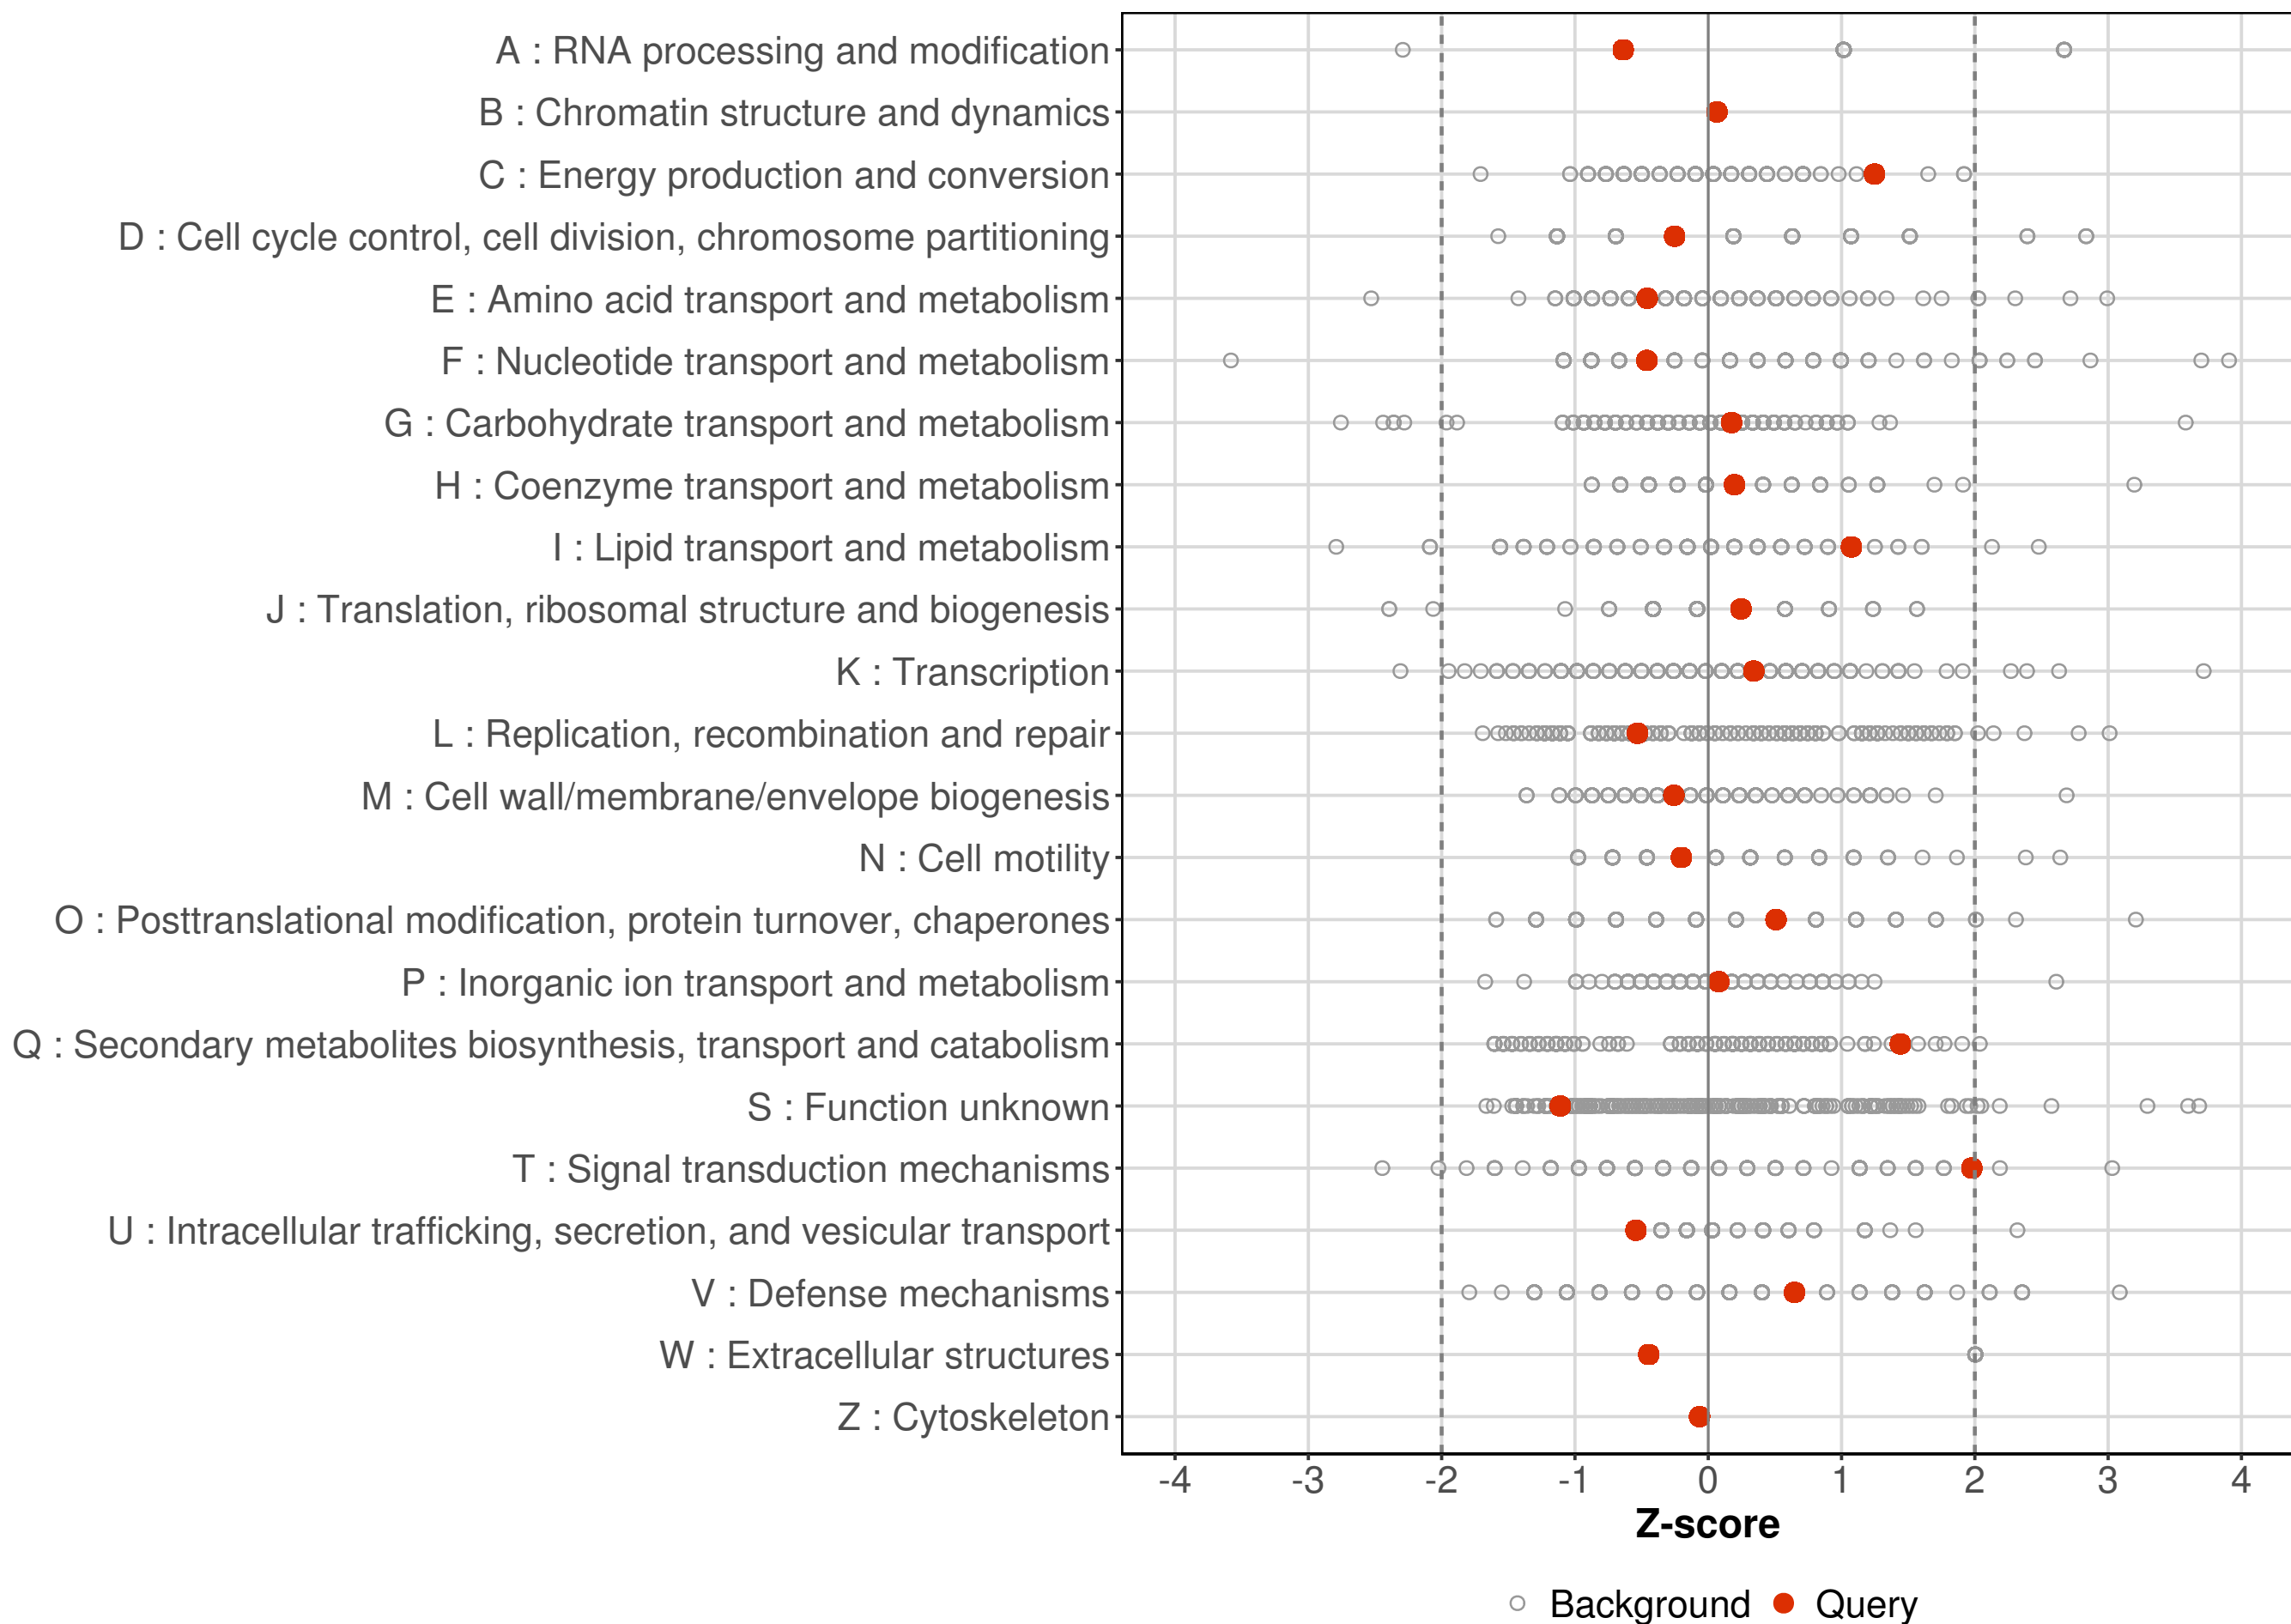 A : RNA processing and modification
B : Chromatin structure and dynamics
C : Energy production and conversion
D : Cell cycle control, cell division, chromosome partitioning
E : Amino acid transport and metabolism
F : Nucleotide transport and metabolism
G : Carbohydrate transport and metabolism
H : Coenzyme transport and metabolism
I : Lipid transport and metabolism
J : Translation, ribosomal structure and biogenesis
K : Transcription
L : Replication, recombination and repair
M : Cell wall/membrane/envelope biogenesis
N : Cell motility
O : Posttranslational modification, protein turnover, chaperones
P : Inorganic ion transport and metabolism
Q : Secondary metabolites biosynthesis, transport and catabolism
S : Function unknown
T : Signal transduction mechanisms
U : Intracellular trafficking, secretion, and vesicular transport
V : Defense mechanisms
W : Extracellular structures
Z : Cytoskeleton
-4 -3 -2 -1 0 1 2 3 4
Z-score
Background Query